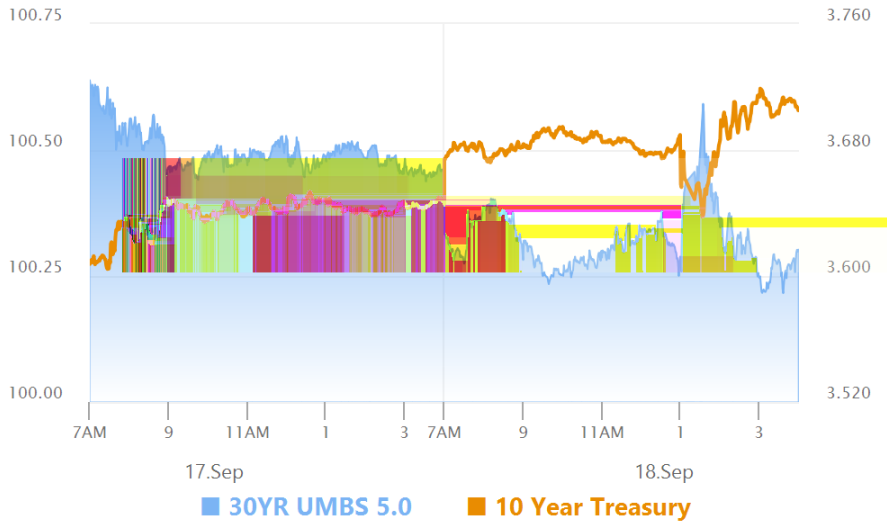 100.75 3.760
100.50 3.680
100.25 3.600
100.00 3.520
7AM 9 11AM 1 3 7AM 9 11AM 1 3
17.Sep 18.Sep
30YR UMBS 5.0 10 Year Treasury